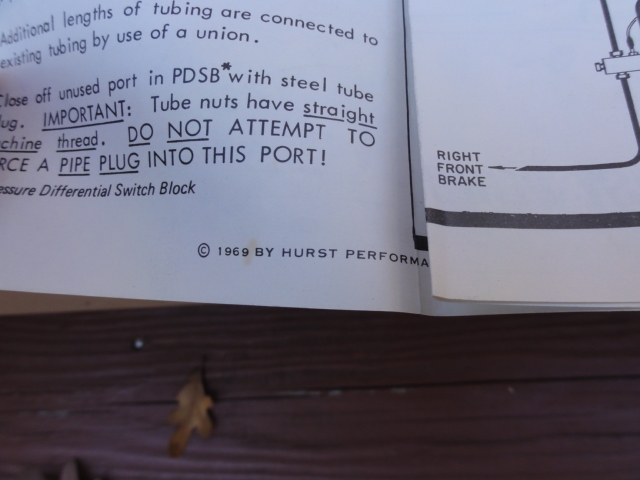 Additional lengths of tubing are connected to
existing tubing by use of a union.
Close off unused port in PDSB* with steel tube
lug. IMPORTANT: Tube nuts have straight
chine thread. DO NOT ATTEMPT TO
RCE A PIPE PLUG INTO THIS PORT!
essure Differential Switch Block
© 1969 BY HURST PERFORMA
RIGHT
FRONT
BRAKE